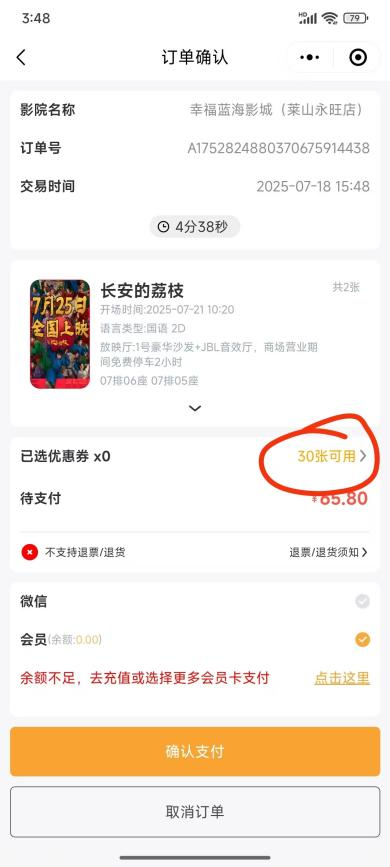 3:48
HD
79
订单确认
影院名称
幸福蓝海影城（莱山永旺店）
订单号
A1752824880370675914438
交易时间
2025-07-18 15:48
4分38秒
7月25日
全国上映
长安的荔枝
共2张
开场时间:2025-07-21 10:20
语言类型:国语 2D
放映厅:1号豪华沙发+JBL音效厅，商场营业期
间免费停车2小时
07排06座 07排05座
已选优惠券 x0
30张可用
待支付
¥65.80
不支持退票/退货
退票/退货须知
微信
会员(余额:0.00)
余额不足，去充值或选择更多会员卡支付
点击这里
确认支付
取消订单